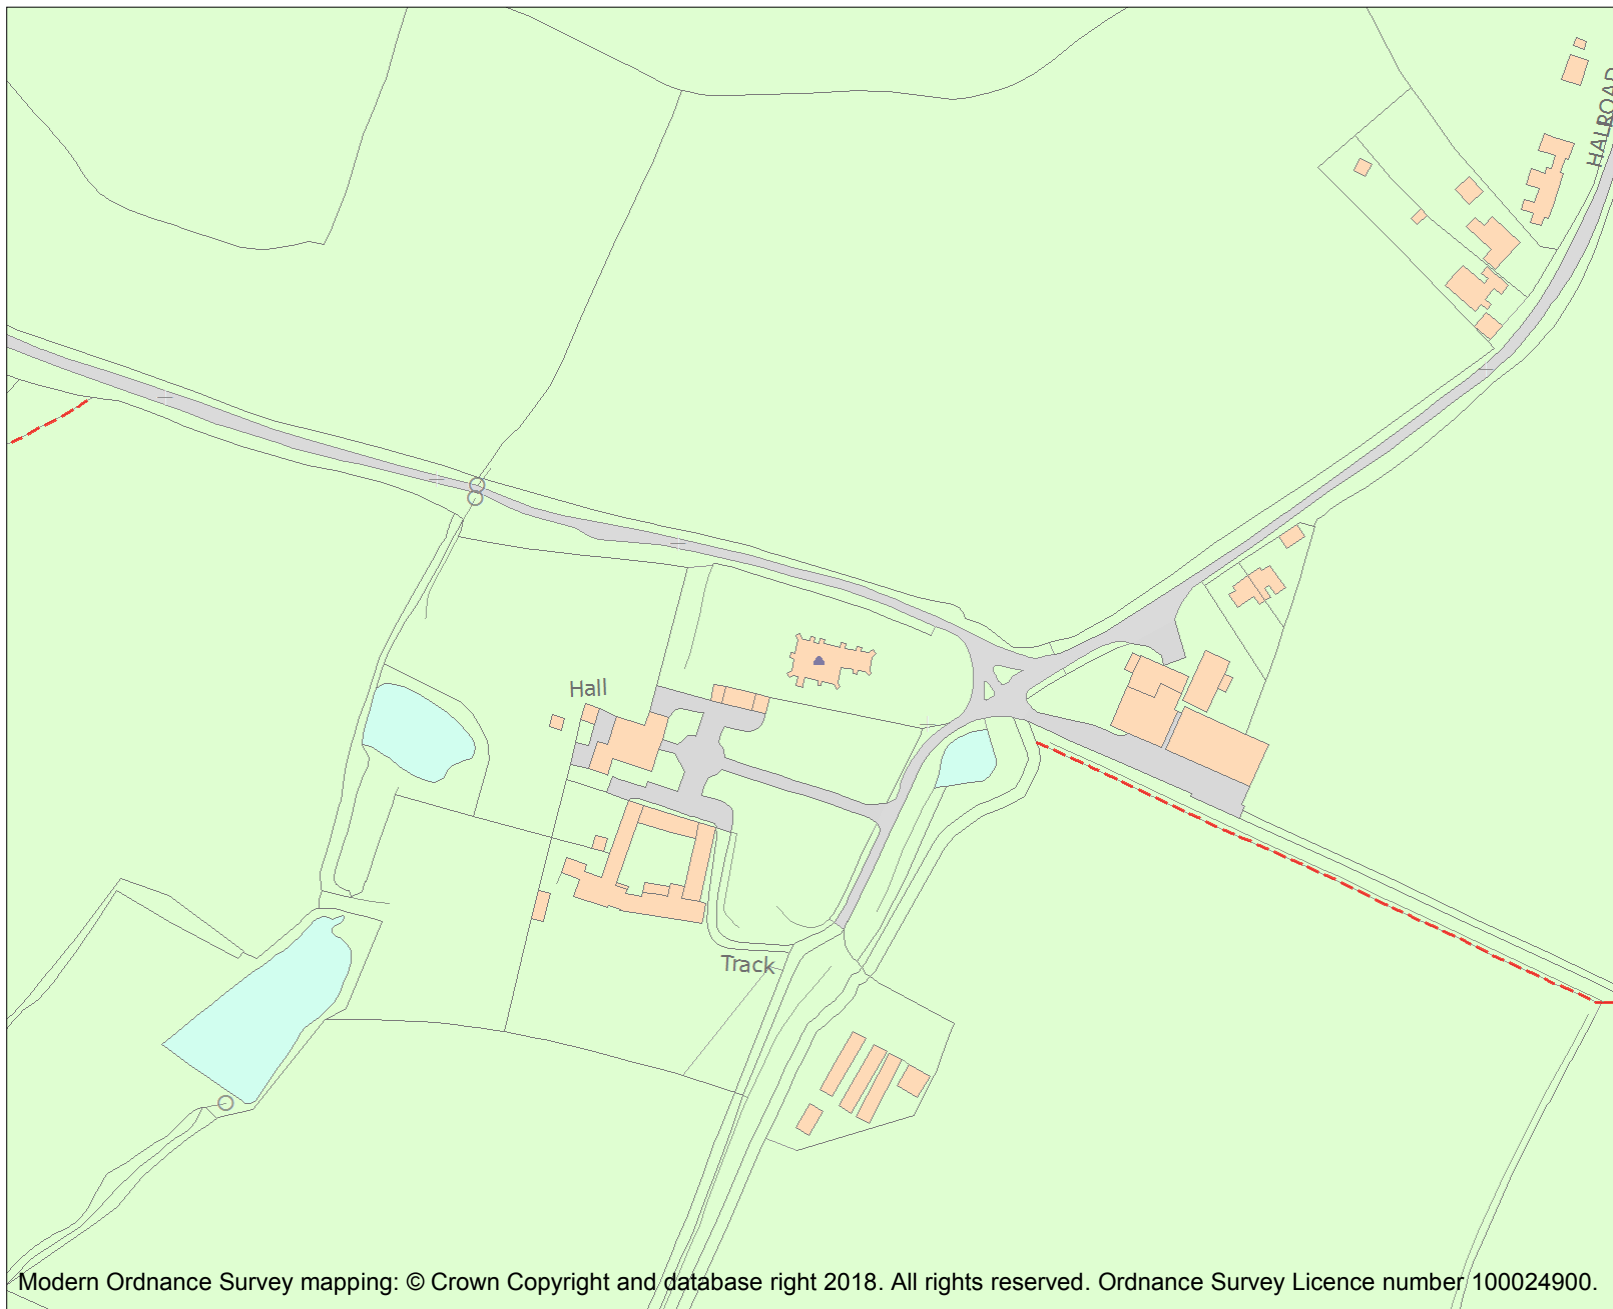 HALROAD
Hall
Track
Modern Ordnance Survey mapping: © Crown Copyright and database right 2018. All rights reserved. Ordnance Survey Licence number 100024900.